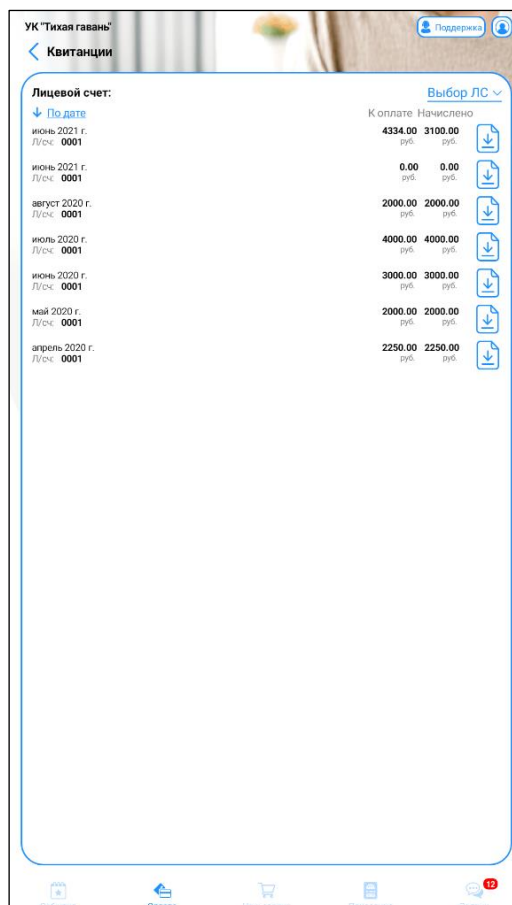 УК "Тихая гавань"
Поддержка
Квитанции
Лицевой счет:
Выбор ЛС
По дате
К оплате Начислено
июнь 2021 г.
4334.00 3100.00
Л/сч: 0001
руб. руб.
июнь 2021 г.
0.00 0.00
Л/сч: 0001
руб. руб.
август 2020 г.
2000.00 2000.00
Л/сч: 0001
руб. руб.
июль 2020 г.
4000.00 4000.00
Л/сч: 0001
руб. руб.
июнь 2020 г.
3000.00 3000.00
Л/сч: 0001
руб. руб.
май 2020 г.
2000.00 2000.00
Л/сч: 0001
руб. руб.
апрель 2020 г.
2250.00 2250.00
Л/сч: 0001
руб. руб.
12